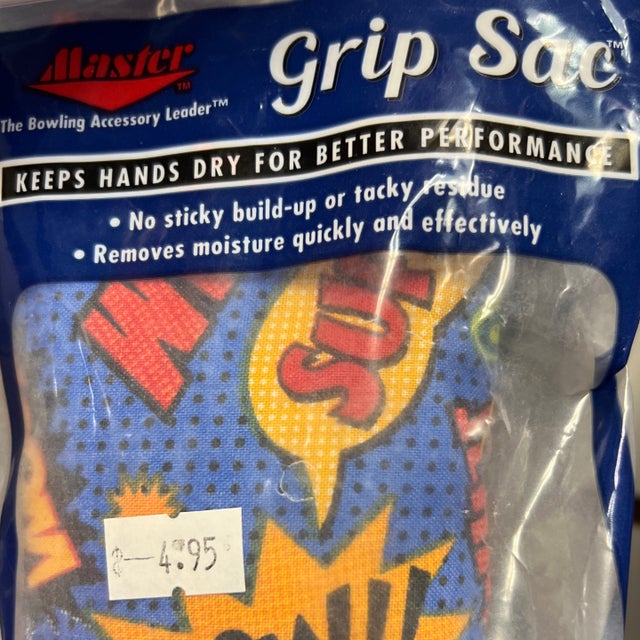 Master™
The Bowling Accessory Leader™
Grip Sac™
KEEPS HANDS DRY FOR BETTER PERFORMANCE
• No sticky build-up or tacky residue
• Removes moisture quickly and effectively
4.95